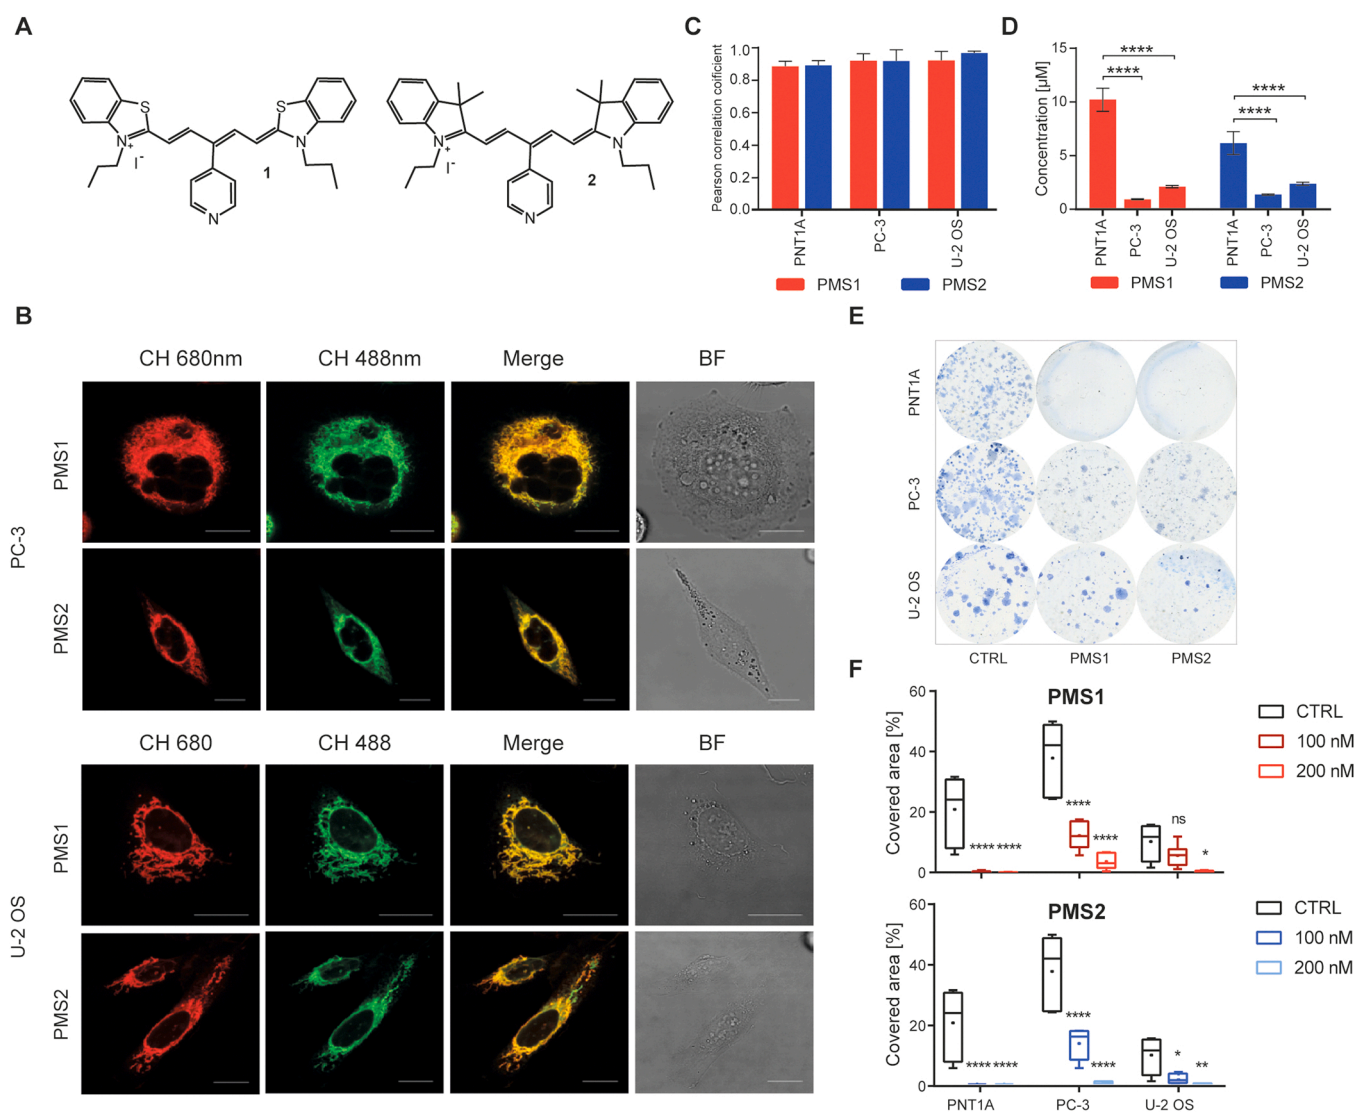 A
S
S
N
+
N
I-
1
N
N
+
N
I-
2
N
C
Pearson correlation coificient
1.0
0.8
0.6
0.4
0.2
0.0
PNT1A
PC-3
U-2 OS
PMS1
PMS2
D
Concentration [µM]
15
10
5
0
****
****
****
****
PNT1A
PC-3
U-2 OS
PNT1A
PC-3
U-2 OS
PMS1
PMS2
B
CH 680nm
CH 488nm
Merge
BF
PC-3
PMS1
PMS2
CH 680
CH 488
Merge
BF
U-2 OS
PMS1
PMS2
E
PNT1A
PC-3
U-2 OS
CTRL
PMS1
PMS2
F
PMS1
Covered area [%]
60
40
20
0
**** ****
****
****
ns
*
CTRL
100 nM
200 nM
PMS2
Covered area [%]
60
40
20
0
**** ****
****
****
*
**
PNT1A
PC-3
U-2 OS
CTRL
100 nM
200 nM